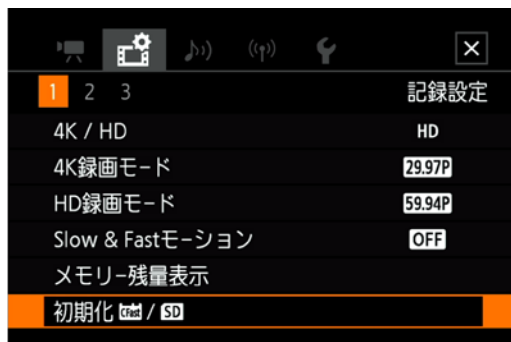 1 2 3 記録設定
4K / HD HD
4K録画モード 29.97P
HD録画モード 59.94P
Slow & Fastモーション OFF
メモリー残量表示
初期化 CFast / SD